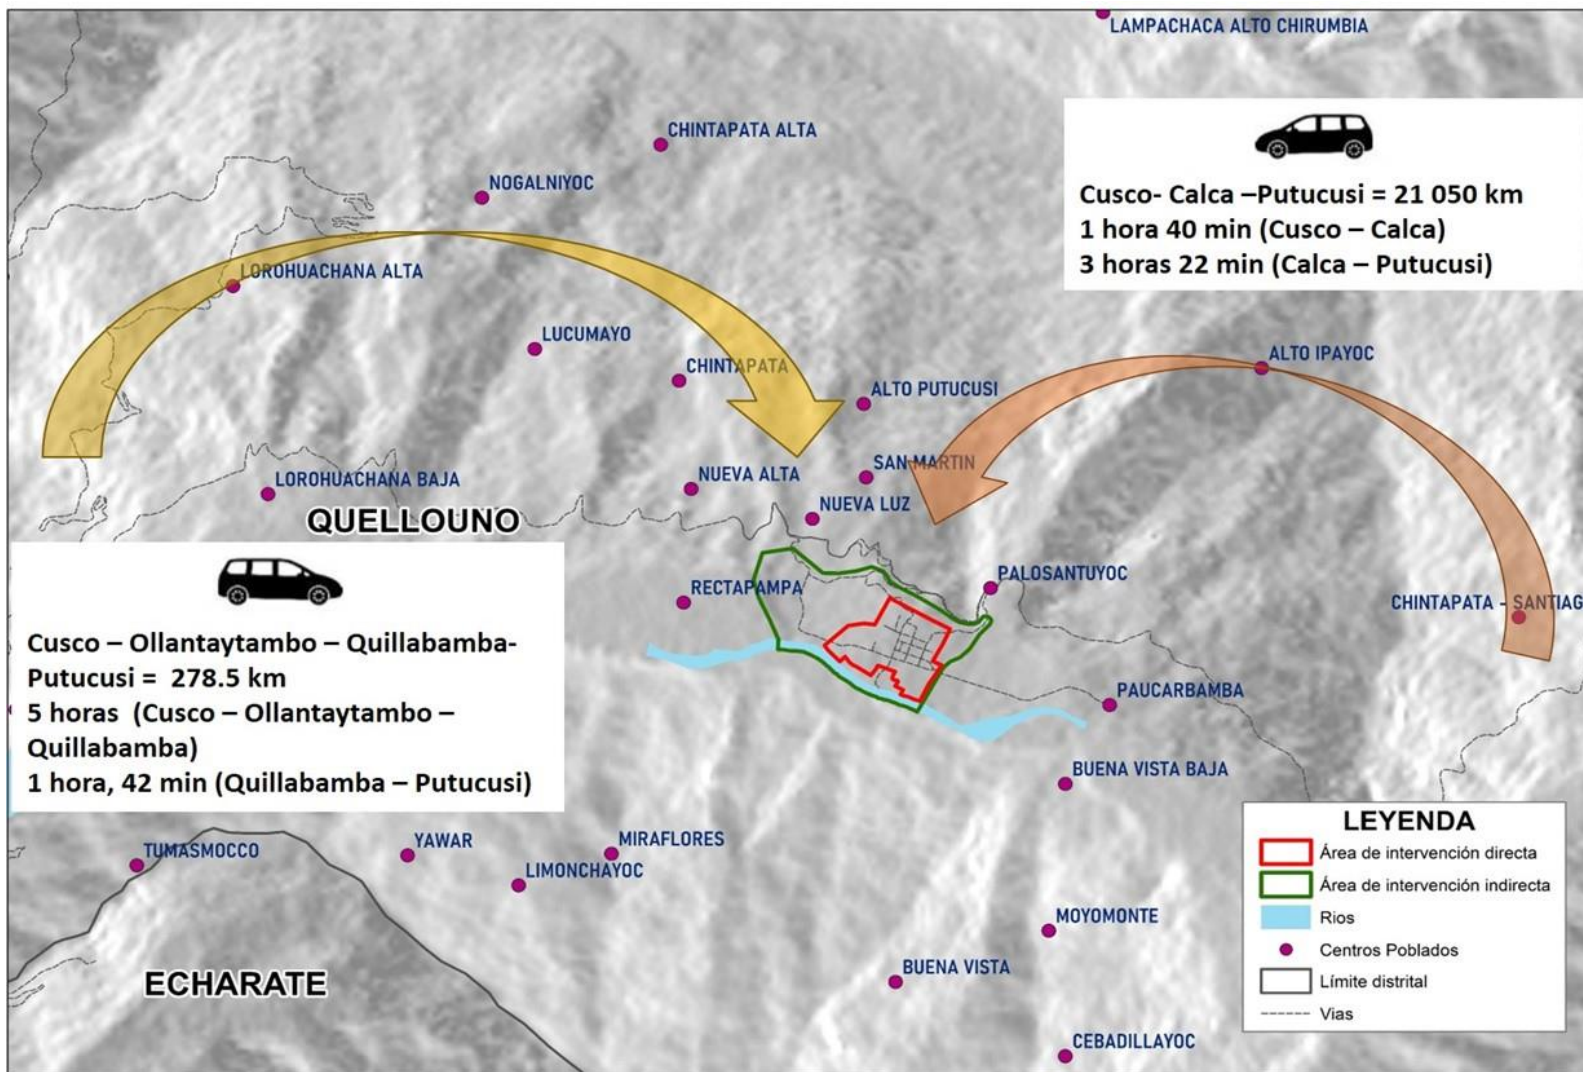 LAMPACHACA ALTO CHIRUMBIA
CHINTAPATA ALTA
NOGALNIYOC
Cusco- Calca –Putucusi = 21 050 km
1 hora 40 min (Cusco – Calca)
3 horas 22 min (Calca – Putucusi)
LOROHUACHANA ALTA
LUCUMAYO
CHINTAPATA
ALTO IPAYOC
ALTO PUTUCUSI
SAN MARTIN
NUEVA ALTA
LOROHUACHANA BAJA
NUEVA LUZ
QUELLOUNO
PALOSANTUYOC
RECTAPAMPA
CHINTAPATA - SANTIAG
Cusco – Ollantaytambo – Quillabamba-
Putucusi = 278.5 km
5 horas (Cusco – Ollantaytambo –
Quillabamba)
1 hora, 42 min (Quillabamba – Putucusi)
PAUCARBAMBA
BUENA VISTA BAJA
TUMASMOCCO
YAWAR
MIRAFLORES
LIMONCHAYOC
MOYOMONTE
BUENA VISTA
ECHARATE
CEBADILLAYOC
LEYENDA
Área de intervención directa
Área de intervención indirecta
Rios
Centros Poblados
Límite distrital
Vias